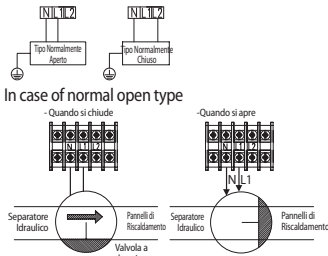 N L1 L2
N L1 L2
Tipo Normalmente
Aperto
Tipo Normalmente
Chiuso
In case of normal open type
- Quando si chiude
-Quando si apre
N L1 L2
N L1
Separatore
Idraulico
Pannelli di
Riscaldamento
Separatore
Idraulico
Pannelli di
Riscaldamento
Valvola a